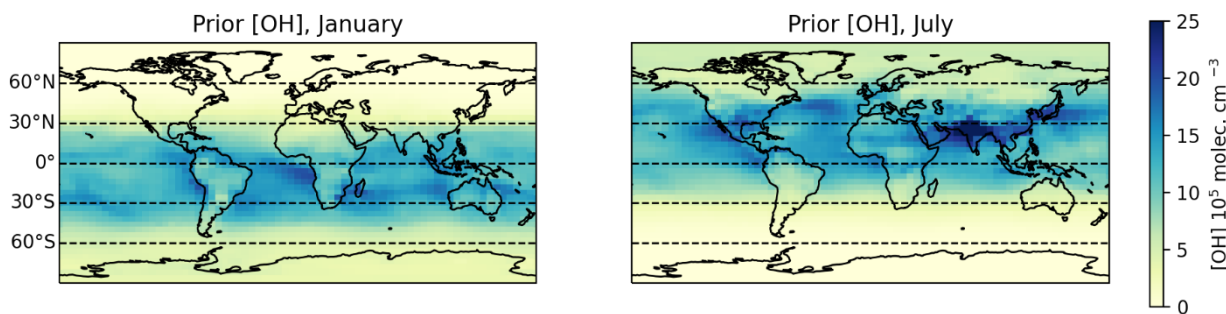 Prior [OH], January
Prior [OH], July
60°N
30°N
0°
30°S
60°S
25
20
15
10
5
0
[OH] 10⁵ molec. cm ⁻³